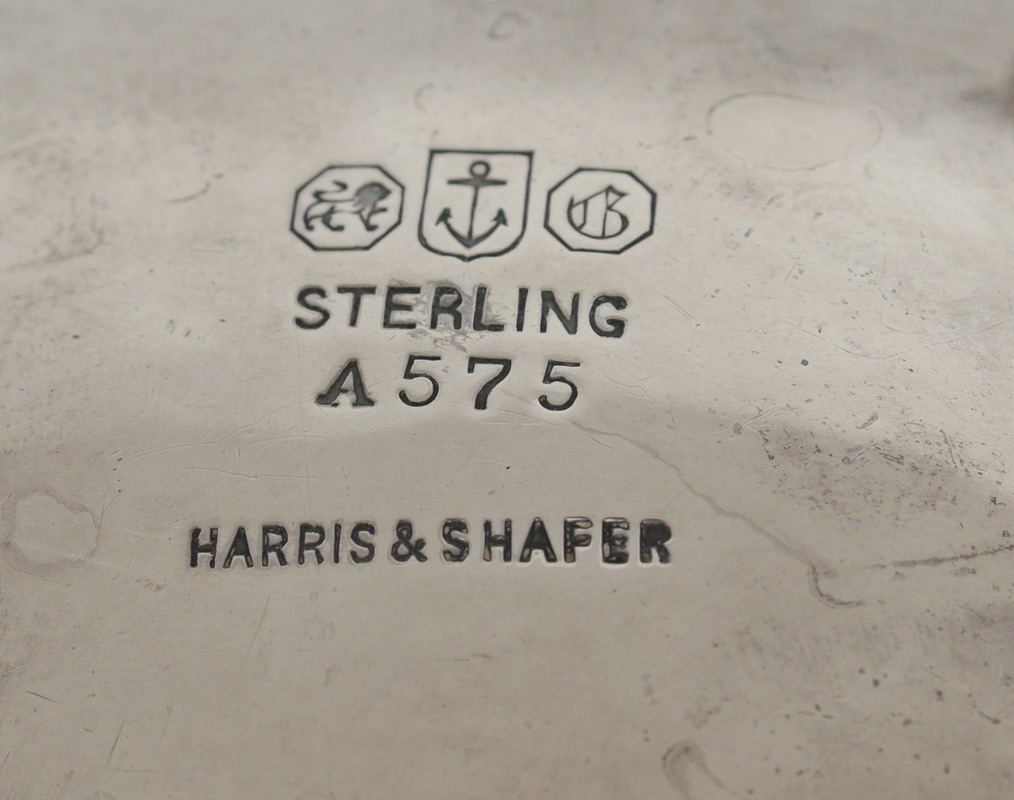 G
STERLING
A575
HARRIS & SHAFER